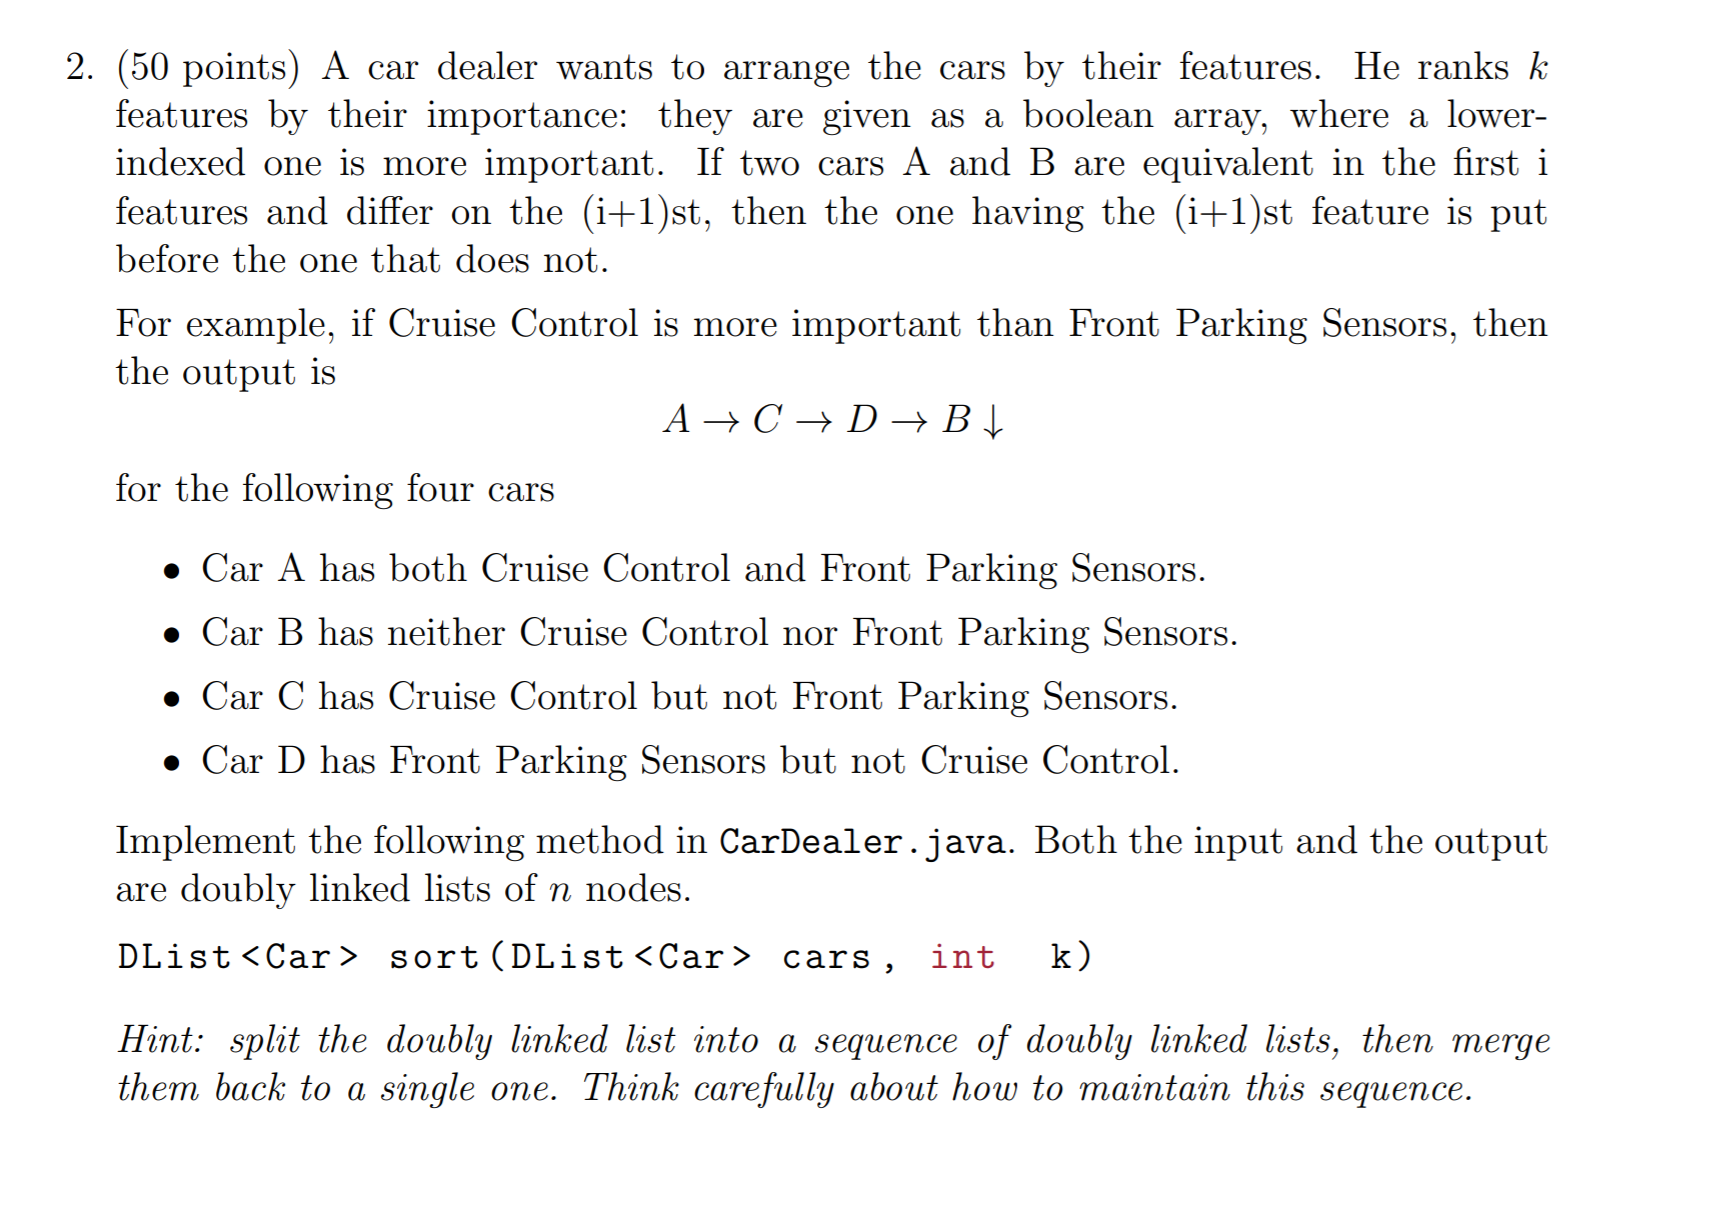 2. (50 points) A car dealer wants to arrange the cars by their features. He ranks k
features by their importance: they are given as a boolean array, where a lower-
indexed one is more important. If two cars A and B are equivalent in the first i
features and differ on the (i+1)st, then the one having the (i+1)st feature is put
before the one that does not.
For example, if Cruise Control is more important than Front Parking Sensors, then
the output is
A → C → D → B ↓
for the following four cars
• Car A has both Cruise Control and Front Parking Sensors.
• Car B has neither Cruise Control nor Front Parking Sensors.
• Car C has Cruise Control but not Front Parking Sensors.
• Car D has Front Parking Sensors but not Cruise Control.
Implement the following method in CarDealer.java. Both the input and the output
are doubly linked lists of n nodes.
DList<Car> sort(DList<Car> cars, int k)
Hint: split the doubly linked list into a sequence of doubly linked lists, then merge
them back to a single one. Think carefully about how to maintain this sequence.